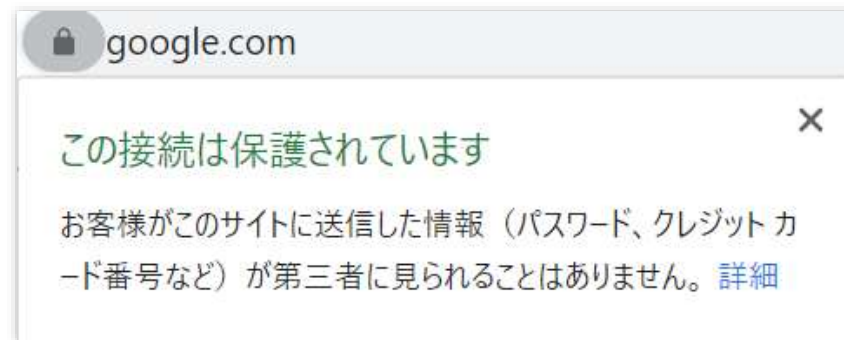 google.com
この接続は保護されています
お客様がこのサイトに送信した情報（パスワード、クレジット カ
ード番号など）が第三者に見られることはありません。 詳細